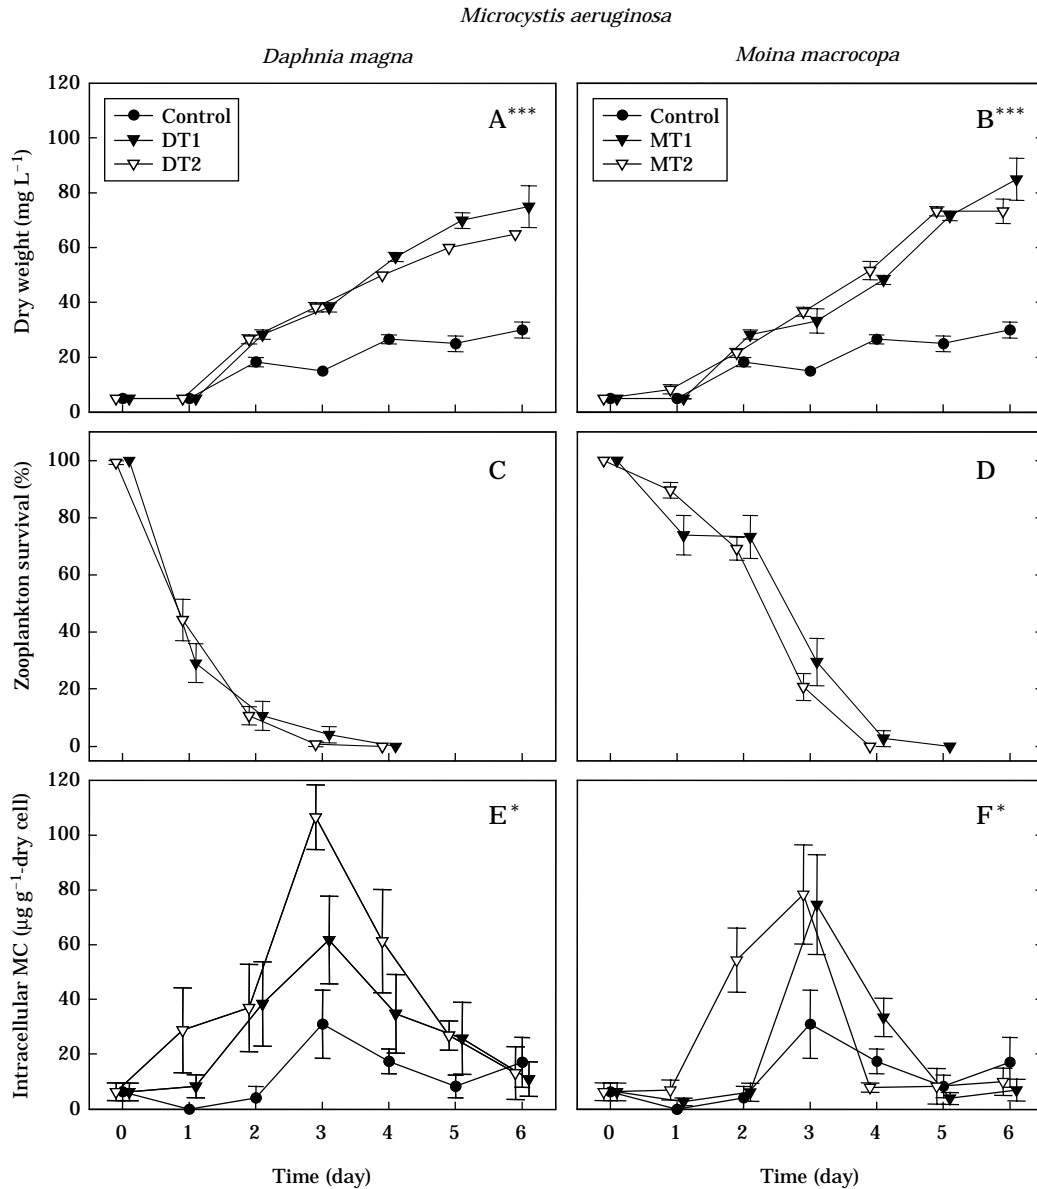 Microcystis aeruginosa
Daphnia magna
Moina macrocopa
Dry weight (mg L⁻¹)
120
100
80
60
40
20
0
Control
DT1
DT2
A***
Control
MT1
MT2
B***
Zooplankton survival (%)
100
80
60
40
20
0
C
D
Intracellular MC (μg g⁻¹-dry cell)
120
100
80
60
40
20
0
E*
F*
0 1 2 3 4 5 6
0 1 2 3 4 5 6
Time (day)
Time (day)